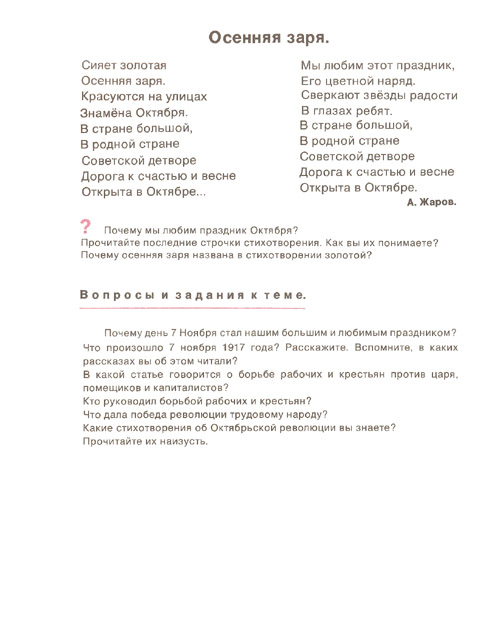 Осенняя заря.
Сияет золотая
Осенняя заря.
Красуются на улицах
Знамёна Октября.
В стране большой,
В родной стране
Советской детворе
Дорога к счастью и весне
Открыта в Октябре...
Мы любим этот праздник,
Его цветной наряд.
Сверкают звёзды радости
В глазах ребят.
В стране большой,
В родной стране
Советской детворе
Дорога к счастью и весне
Открыта в Октябре.
А. Жаров.
? Почему мы любим праздник Октября?
Прочитайте последние строчки стихотворения. Как вы их понимаете?
Почему осенняя заря названа в стихотворении золотой?
Вопросы и задания к теме.
Почему день 7 Ноября стал нашим большим и любимым праздником?
Что произошло 7 ноября 1917 года? Расскажите. Вспомните, в каких
рассказах вы об этом читали?
В какой статье говорится о борьбе рабочих и крестьян против царя,
помещиков и капиталистов?
Кто руководил борьбой рабочих и крестьян?
Что дала победа революции трудовому народу?
Какие стихотворения об Октябрьской революции вы знаете?
Прочитайте их наизусть.